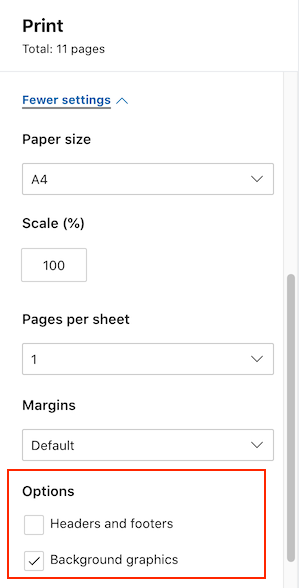 Print
Total: 11 pages
Fewer settings
Paper size
A4
Scale (%)
100
Pages per sheet
1
Margins
Default
Options
Headers and footers
Background graphics